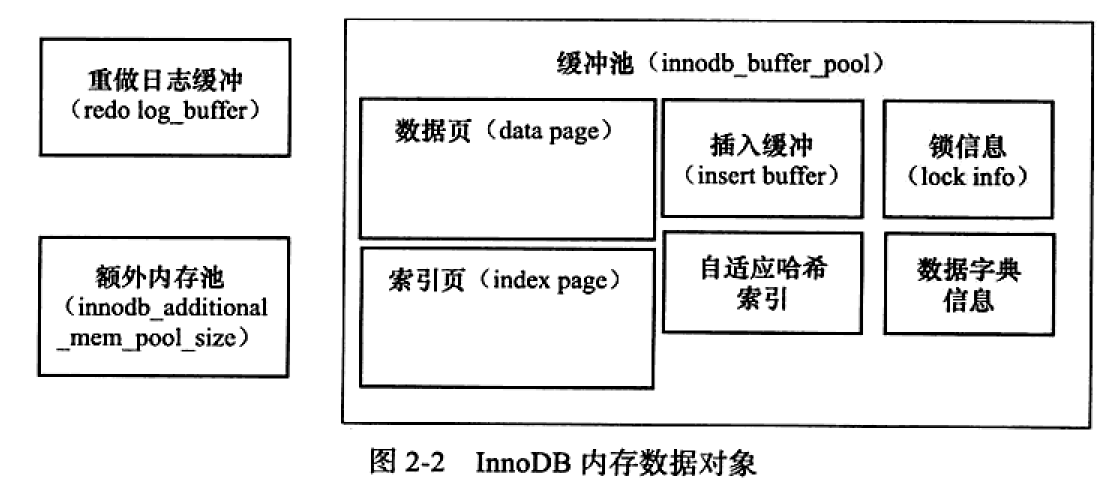 重做日志缓冲
（redo log_buffer）
额外内存池
（innodb_additional
_mem_pool_size）
缓冲池（innodb_buffer_pool）
数据页（data page）
插入缓冲
（insert buffer）
锁信息
（lock info）
索引页（index page）
自适应哈希
索引
数据字典
信息
图 2-2 InnoDB 内存数据对象